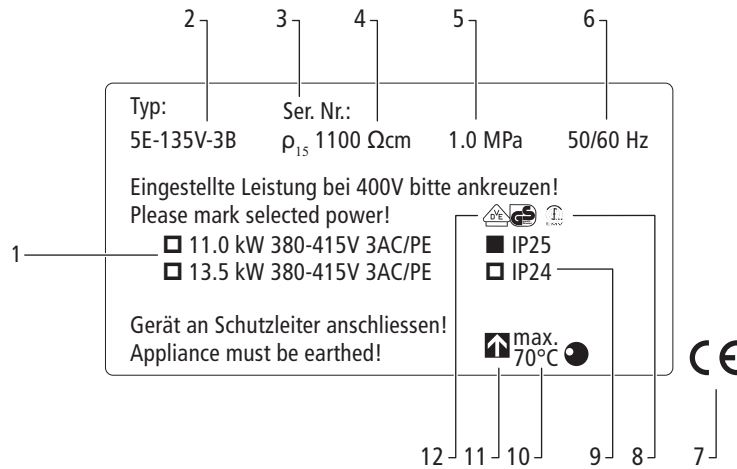 2 3 4 5 6
Typ: Ser. Nr.:
5E-135V-3B ρ15 1100 Ωcm 1.0 MPa 50/60 Hz
Eingestellte Leistung bei 400V bitte ankreuzen!
Please mark selected power!
DVE GS EMV
1 11.0 kW 380-415V 3AC/PE IP25
13.5 kW 380-415V 3AC/PE IP24
Gerät an Schutzleiter anschliessen!
Appliance must be earthed!
max.
70°C
CE
12 11 10 9 8 7